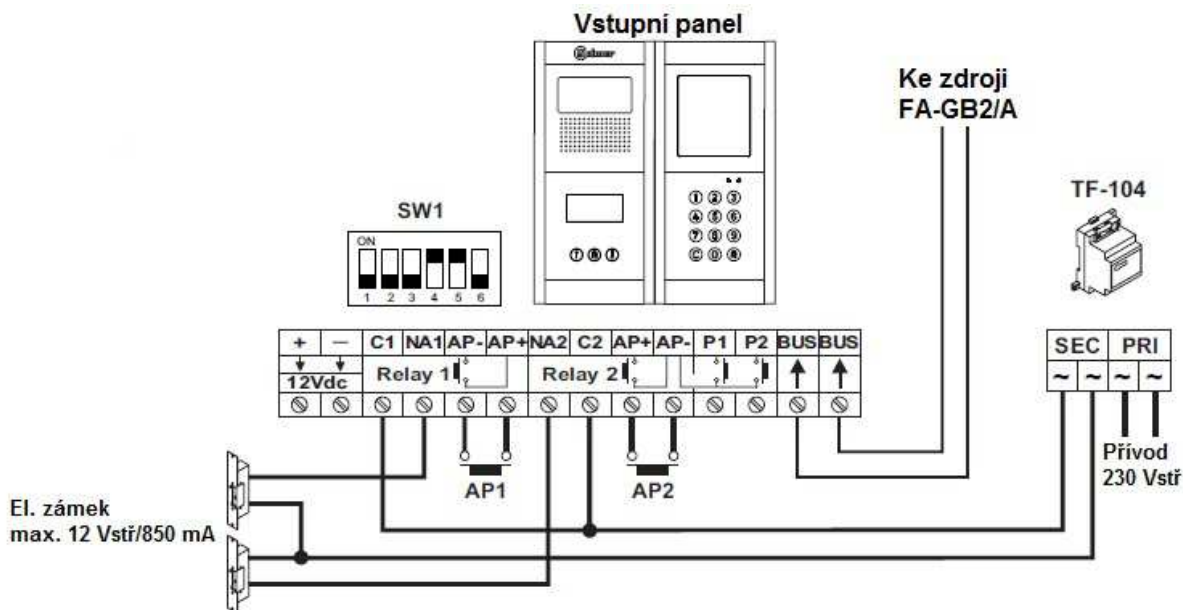 Vstupní panel
Golmar
Ke zdroji
FA-GB2/A
TF-104
SW1
ON
1 2 3 4 5 6
1 2 3
4 5 6
7 8 9
C 0
+ − C1 NA1 AP- AP+ NA2 C2 AP+ AP- P1 P2 BUS BUS
12Vdc Relay 1 Relay 2
SEC PRI
~ ~ ~ ~
AP1
AP2
Přívod
230 Vstř
El. zámek
max. 12 Vstř/850 mA